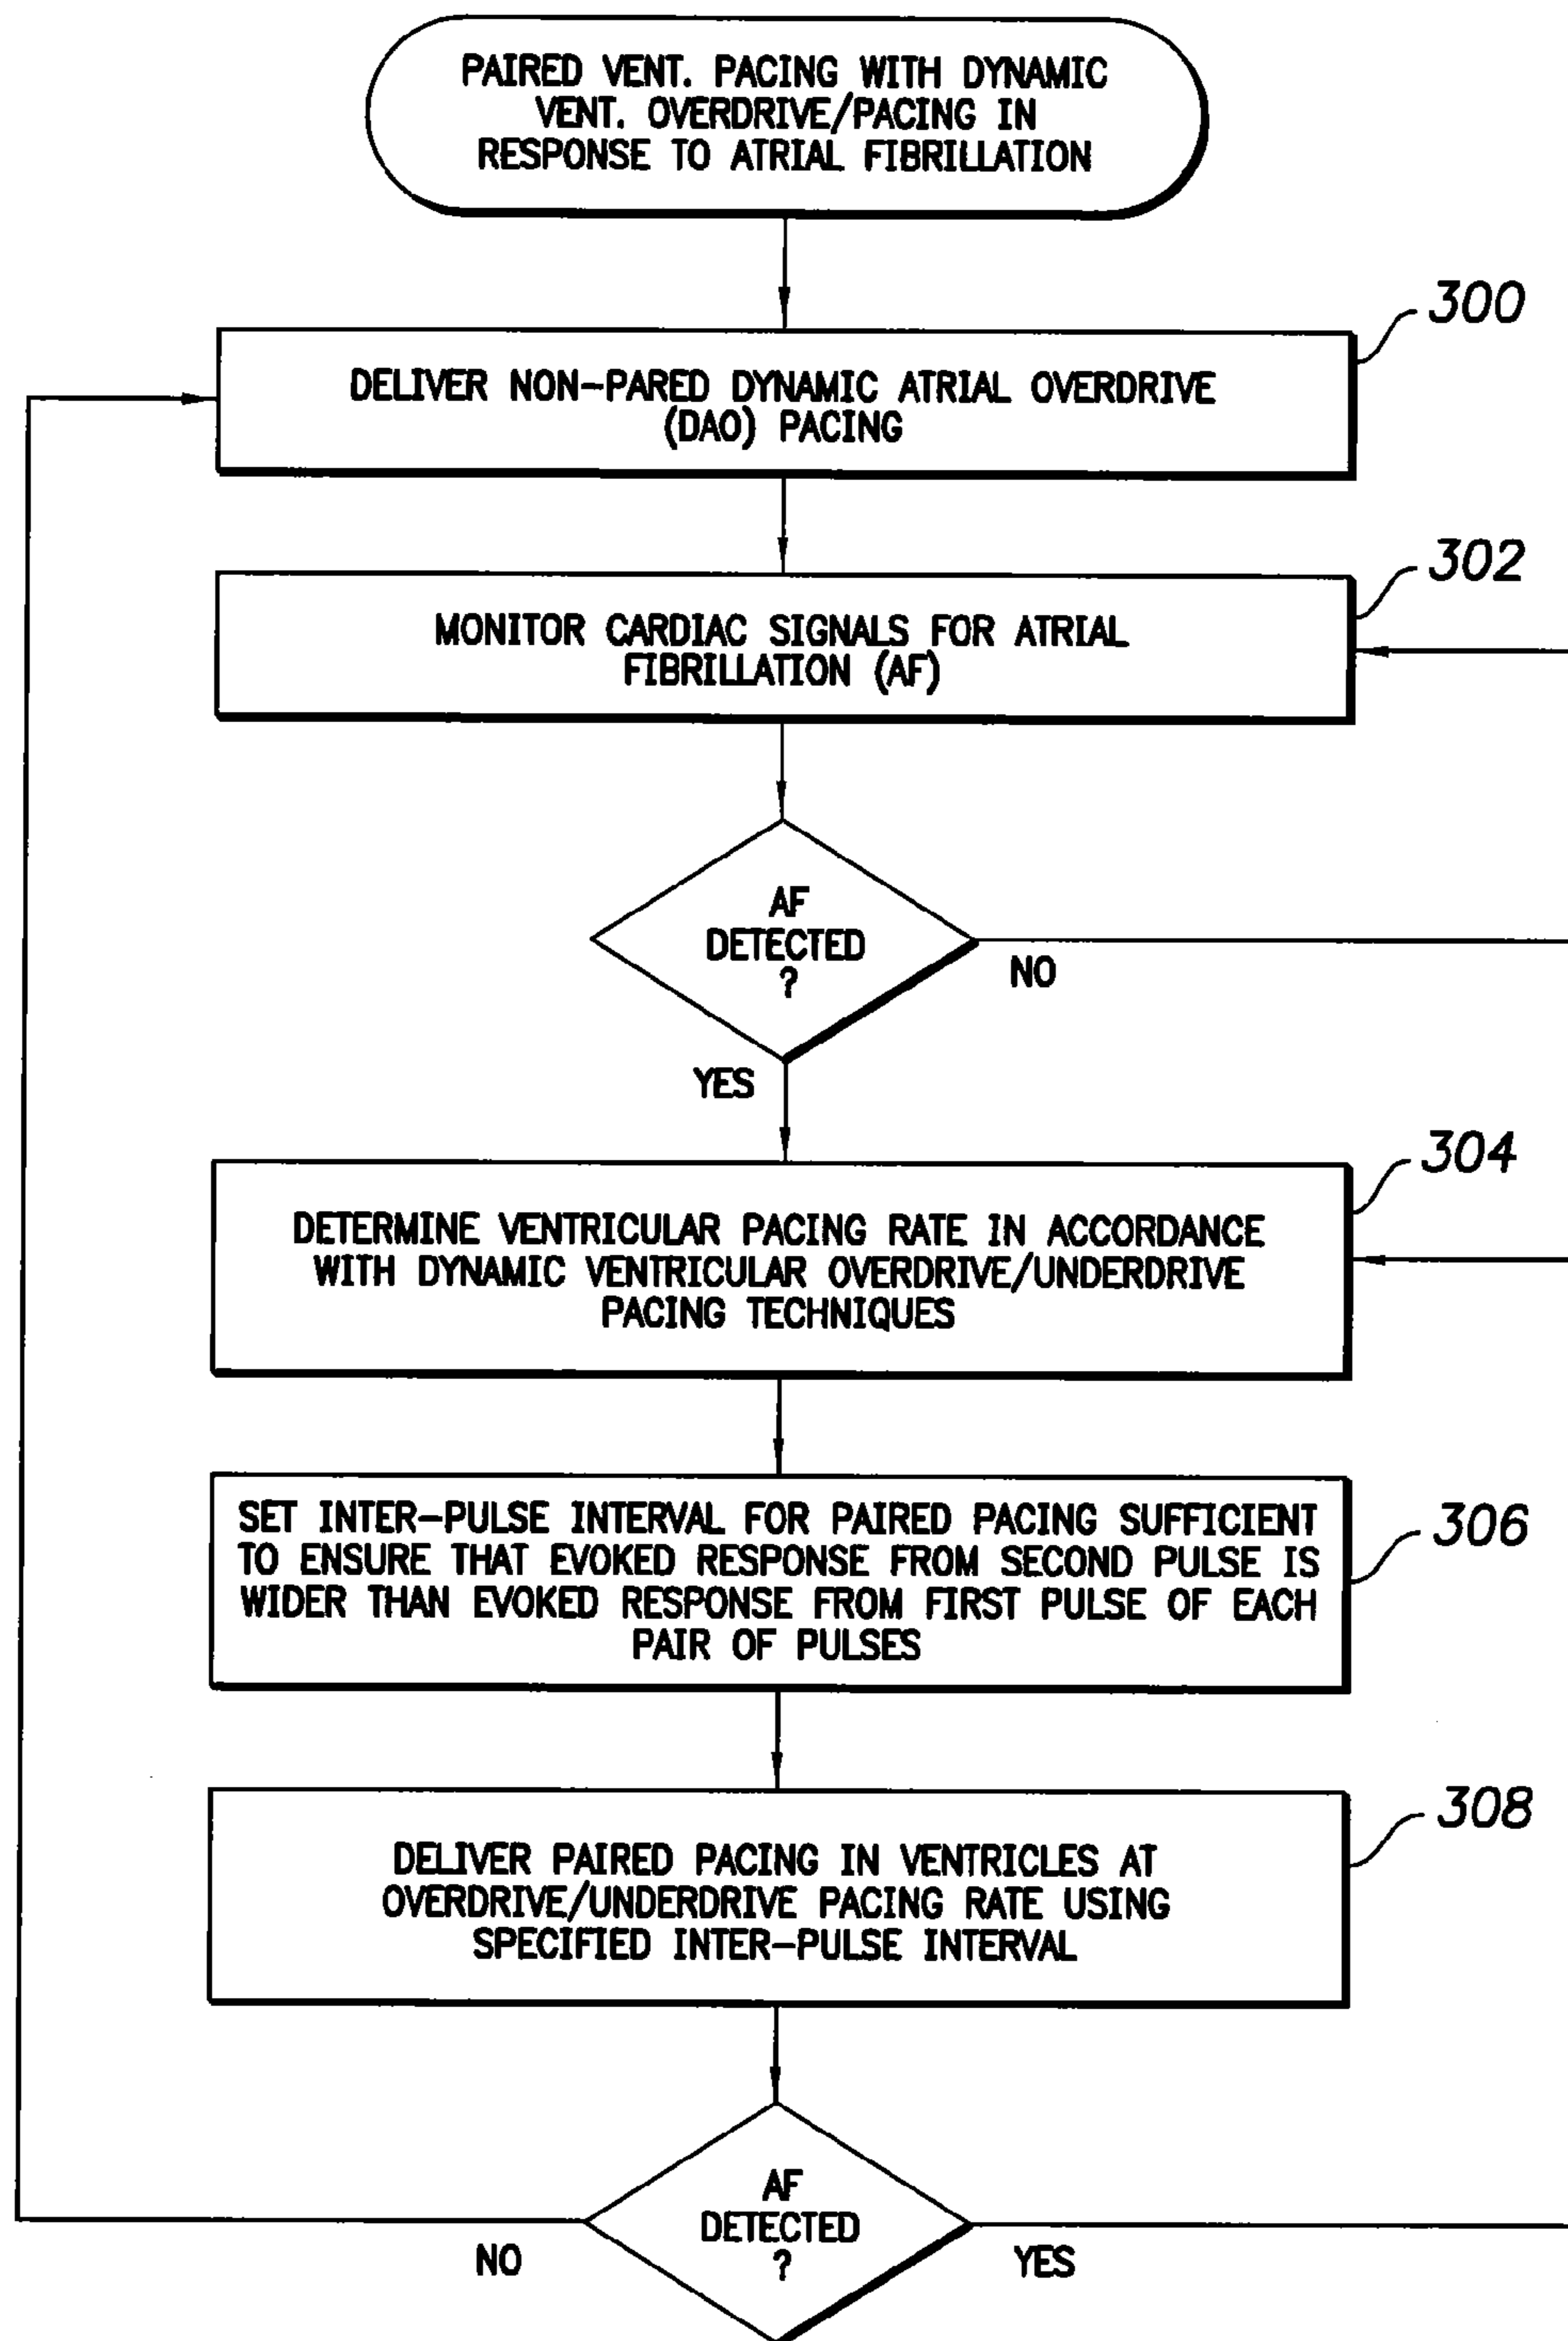 PAIRED VENT. PACING WITH DYNAMIC
VENT. OVERDRIVE/PACING IN
RESPONSE TO ATRIAL FIBRILLATION
300
DELIVER NON-PARED DYNAMIC ATRIAL OVERDRIVE
(DAO) PACING
302
MONITOR CARDIAC SIGNALS FOR ATRIAL
FIBRILLATION (AF)
AF
DETECTED
?
NO
YES
304
DETERMINE VENTRICULAR PACING RATE IN ACCORDANCE
WITH DYNAMIC VENTRICULAR OVERDRIVE/UNDERDRIVE
PACING TECHNIQUES
306
SET INTER-PULSE INTERVAL FOR PAIRED PACING SUFFICIENT
TO ENSURE THAT EVOKED RESPONSE FROM SECOND PULSE IS
WIDER THAN EVOKED RESPONSE FROM FIRST PULSE OF EACH
PAIR OF PULSES
308
DELIVER PAIRED PACING IN VENTRICLES AT
OVERDRIVE/UNDERDRIVE PACING RATE USING
SPECIFIED INTER-PULSE INTERVAL
AF
DETECTED
?
NO
YES